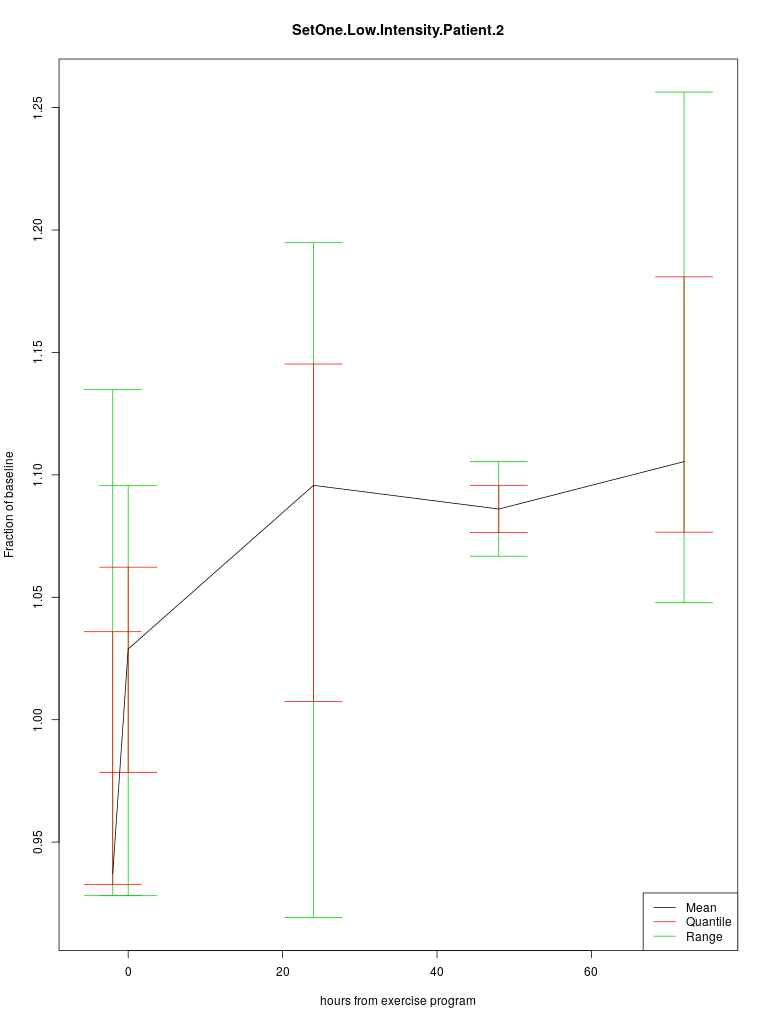 SetOne.Low.Intensity.Patient.2
Fraction of baseline
1.25
1.20
1.15
1.10
1.05
1.00
0.95
0
20
40
60
hours from exercise program
Mean
Quantile
Range